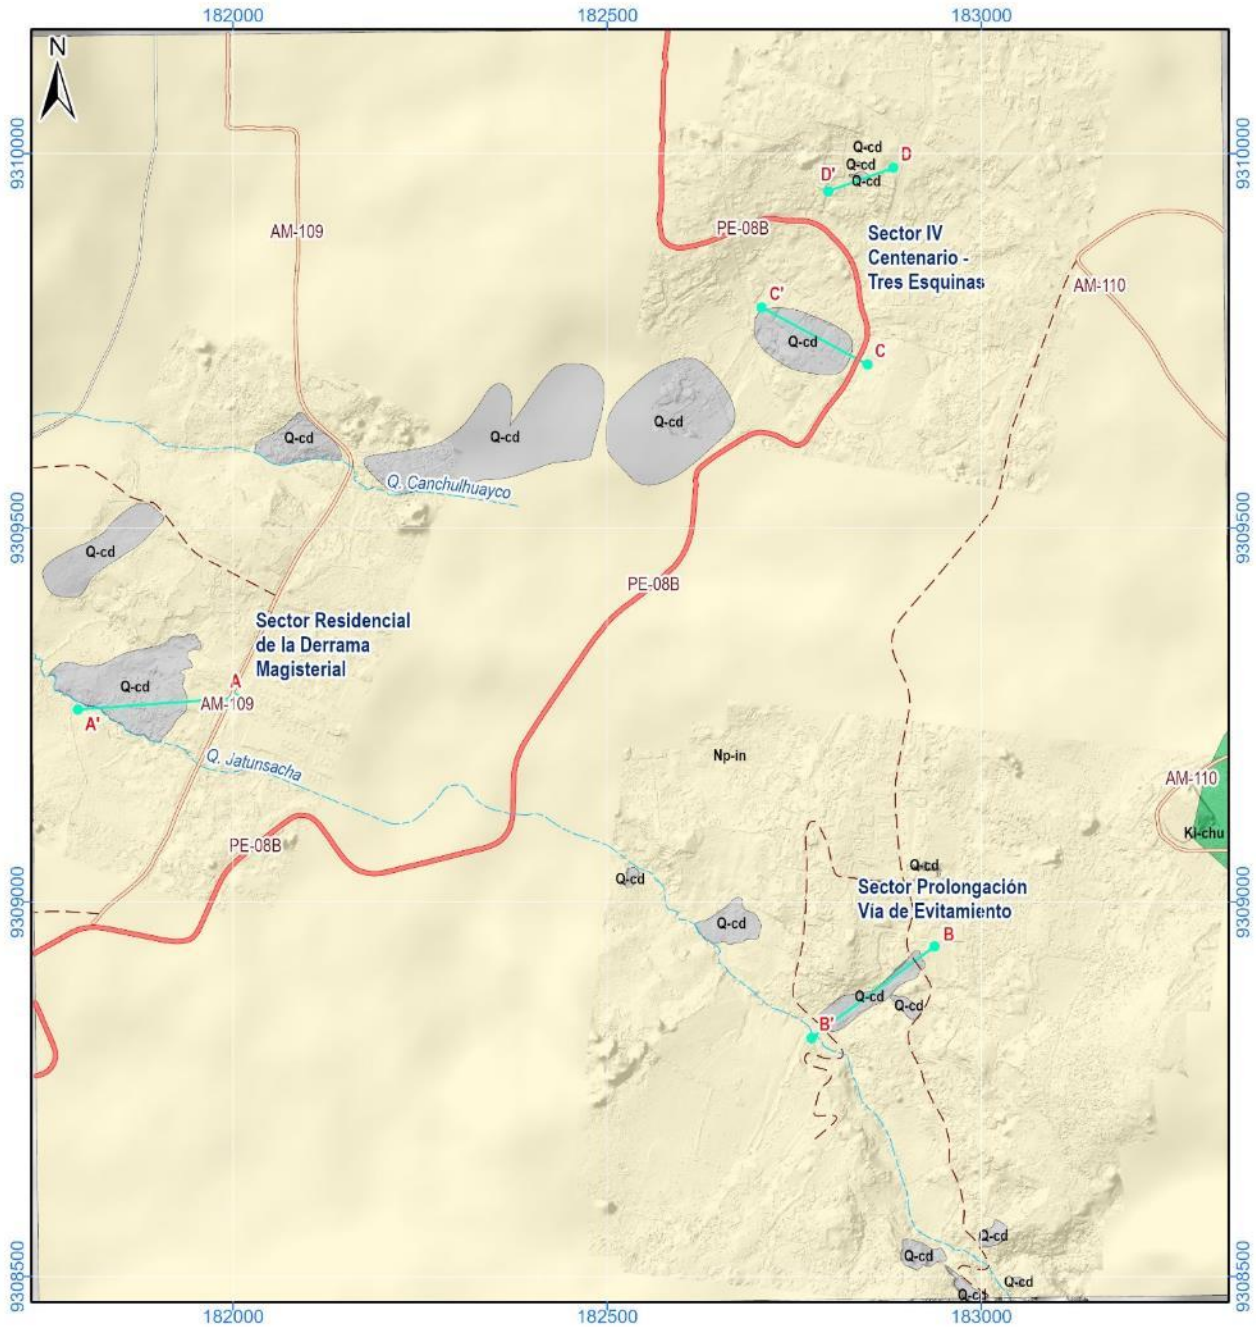 182000
182500
183000
N
9310000
9310000
Q-cd
Q-cd
Q-cd
D
D'
AM-109
PE-08B
Sector IV
Centenario -
Tres Esquinas
AM-110
C'
Q-cd
C
Q-cd
Q-cd
Q-cd
Q. Canchulhuayco
9309500
9309500
Q-cd
PE-08B
Sector Residencial
de la Derrama
Magisterial
Q-cd
A
AM-109
A'
Q. Jatunsacha
Np-in
AM-110
Ki-chu
PE-08B
Q-cd
Q-cd
Sector Prolongación
Vía de Evitamiento
9309000
9309000
Q-cd
B
Q-cd
Q-cd
B'
Q-cd
Q-cd
Q-cd
Q-cd
9308500
9308500
182000
182500
183000